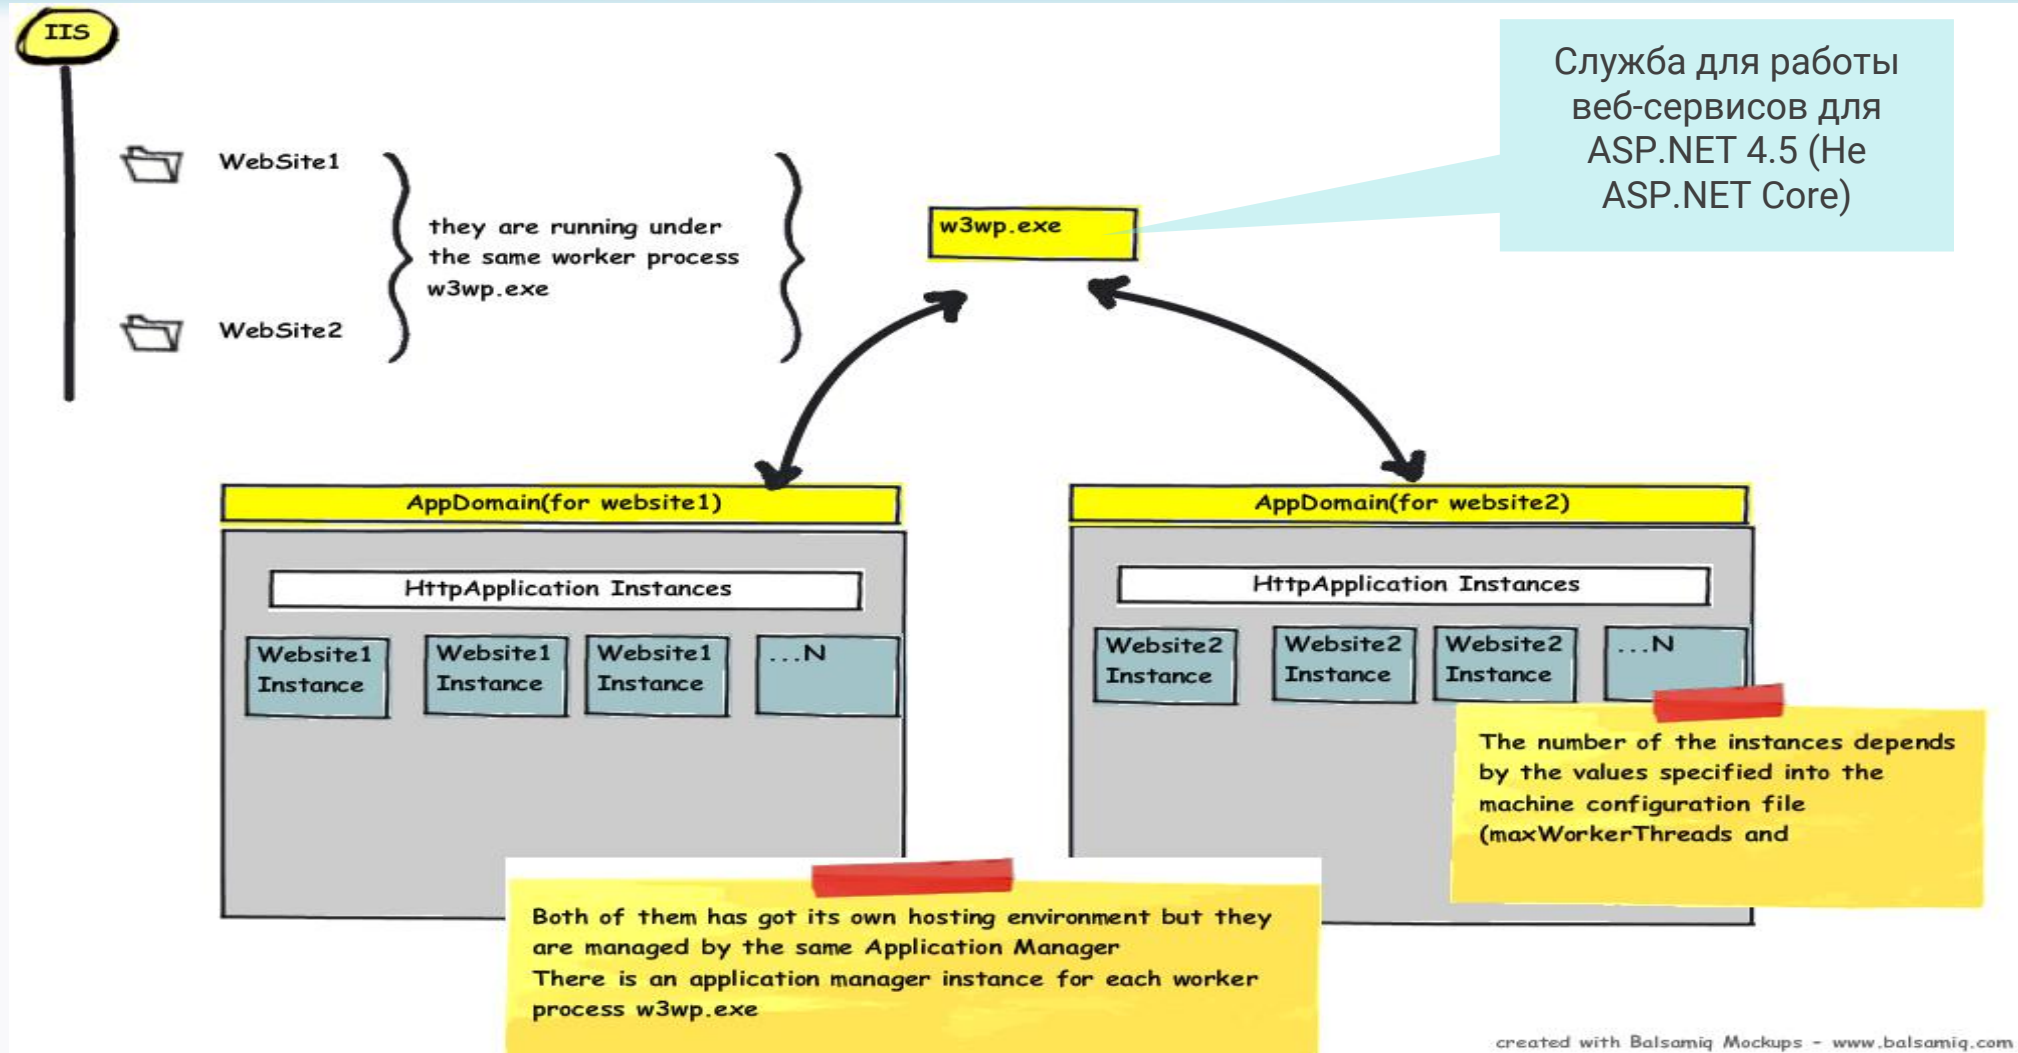 IIS
Служба для работы
веб-сервисов для
ASP.NET 4.5 (Не
ASP.NET Core)
WebSite1
they are running under
the same worker process
w3wp.exe
w3wp.exe
WebSite2
AppDomain(for website1)
HttpApplication Instances
Website1
Instance
Website1
Instance
Website1
Instance
...N
AppDomain(for website2)
HttpApplication Instances
Website2
Instance
Website2
Instance
Website2
Instance
...N
The number of the instances depends
by the values specified into the
machine configuration file
(maxWorkerThreads and
Both of them has got its own hosting environment but they
are managed by the same Application Manager
There is an application manager instance for each worker
process w3wp.exe
created with Balsamiq Mockups - www.balsamiq.com